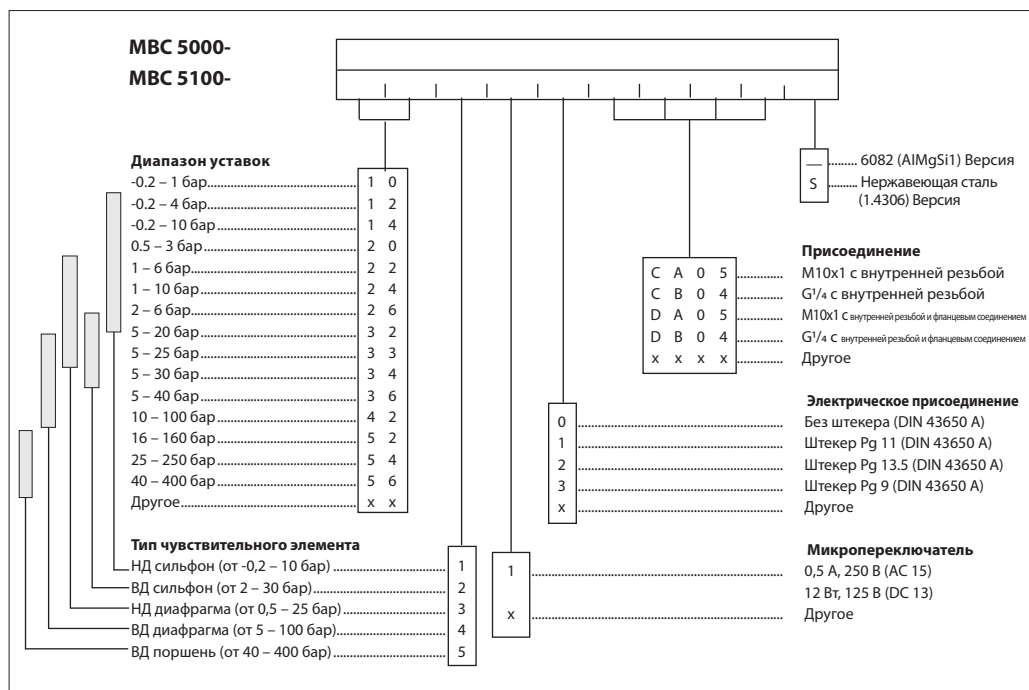 MBC 5000-
MBC 5100-
Диапазон уставок
-0.2 – 1 бар 1 0
-0.2 – 4 бар 1 2
-0.2 – 10 бар 1 4
0.5 – 3 бар 2 0
1 – 6 бар 2 2
1 – 10 бар 2 4
2 – 6 бар 2 6
5 – 20 бар 3 2
5 – 25 бар 3 3
5 – 30 бар 3 4
5 – 40 бар 3 6
10 – 100 бар 4 2
16 – 160 бар 5 2
25 – 250 бар 5 4
40 – 400 бар 5 6
Другое x x
Тип чувствительного элемента
НД сильфон (от -0,2 – 10 бар) 1
ВД сильфон (от 2 – 30 бар) 2
НД диафрагма (от 0,5 – 25 бар) 3
ВД диафрагма (от 5 – 100 бар) 4
ВД поршень (от 40 – 400 бар) 5
__ 6082 (AlMgSi1) Версия
S Нержавеющая сталь
(1.4306) Версия
Присоединение
C A 0 5 M10x1 с внутренней резьбой
C B 0 4 G1/4 с внутренней резьбой
D A 0 5 M10x1 с внутренней резьбой и фланцевым соединением
D B 0 4 G1/4 с внутренней резьбой и фланцевым соединением
x x x x Другое
Электрическое присоединение
0 Без штекера (DIN 43650 A)
1 Штекер Pg 11 (DIN 43650 A)
2 Штекер Pg 13.5 (DIN 43650 A)
3 Штекер Pg 9 (DIN 43650 A)
x Другое
Микропереключатель
1 0,5 А, 250 В (AC 15)
12 Вт, 125 В (DC 13)
x Другое